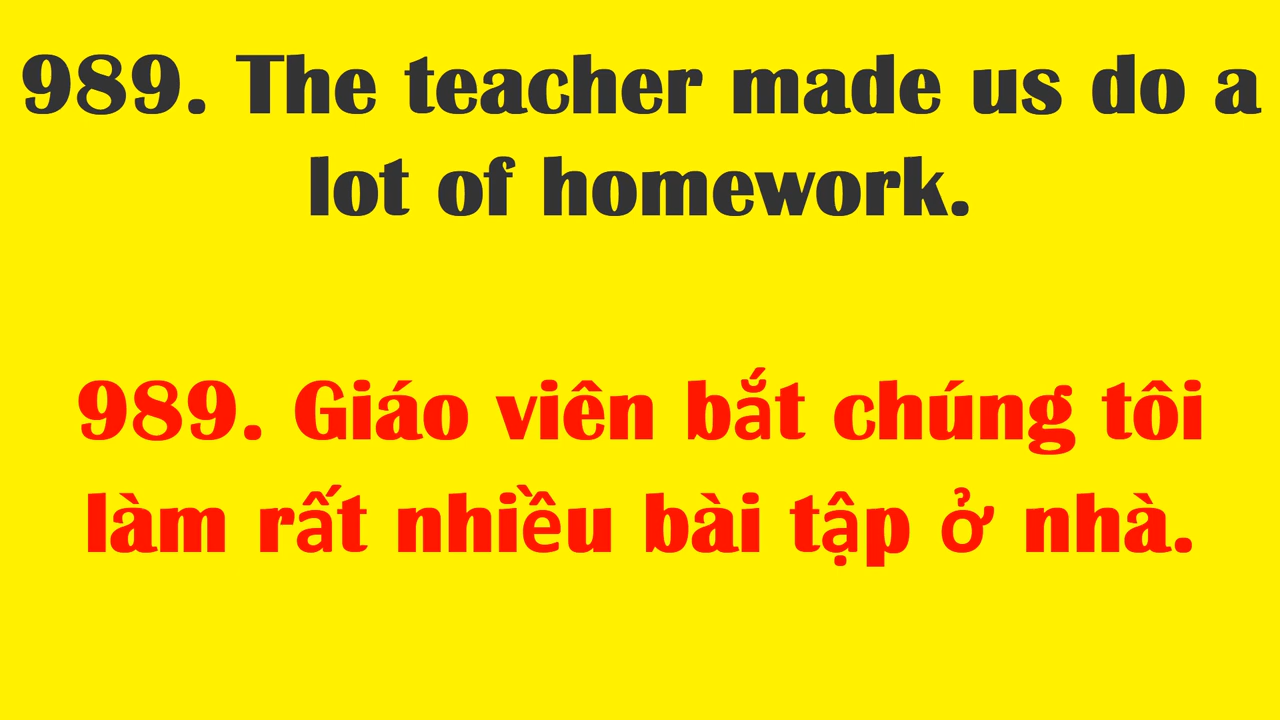 989. The teacher made us do a
lot of homework.
989. Giáo viên bắt chúng tôi
làm rất nhiều bài tập ở nhà.